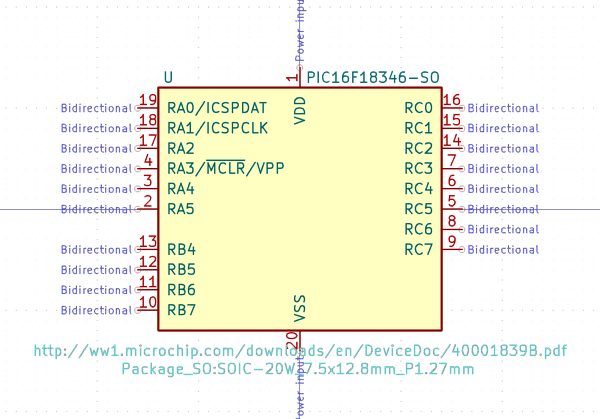 Power input
U 1 PIC16F18346-SO
VDD
Bidirectional 19 RA0/ICSPDAT RC0 16 Bidirectional
Bidirectional 18 RA1/ICSPCLK RC1 15 Bidirectional
Bidirectional 17 RA2 RC2 14 Bidirectional
Bidirectional 4 RA3/MCLR/VPP RC3 7 Bidirectional
Bidirectional 3 RA4 RC4 6 Bidirectional
Bidirectional 2 RA5 RC5 5 Bidirectional
RC6 8 Bidirectional
Bidirectional 13 RB4 RC7 9 Bidirectional
Bidirectional 12 RB5
Bidirectional 11 RB6
Bidirectional 10 RB7
VSS
20
http://ww1.microchip.com/downloads/en/DeviceDoc/40001839B.pdf
Package_SO:SOIC-20W_7.5x12.8mm_P1.27mm
Power input